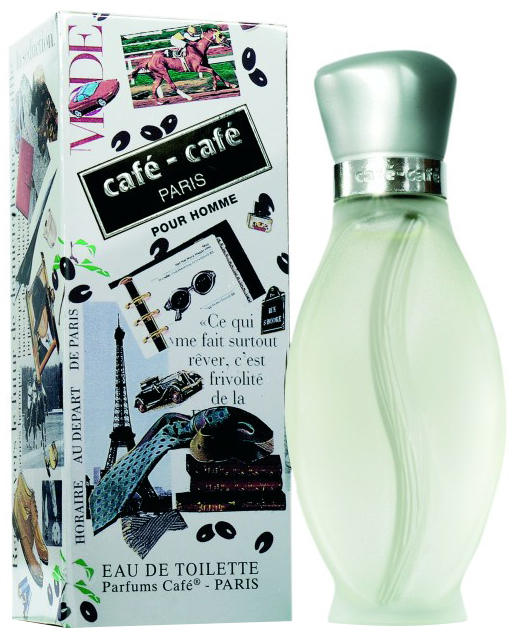 MODE
café - café
PARIS
POUR HOMME
café-café
«Ce qui
me fait surtout
rêver, c'est
frivolité
de la
HORAIRE AU DEPART DE PARIS
EAU DE TOILETTE
Parfums Café® - PARIS